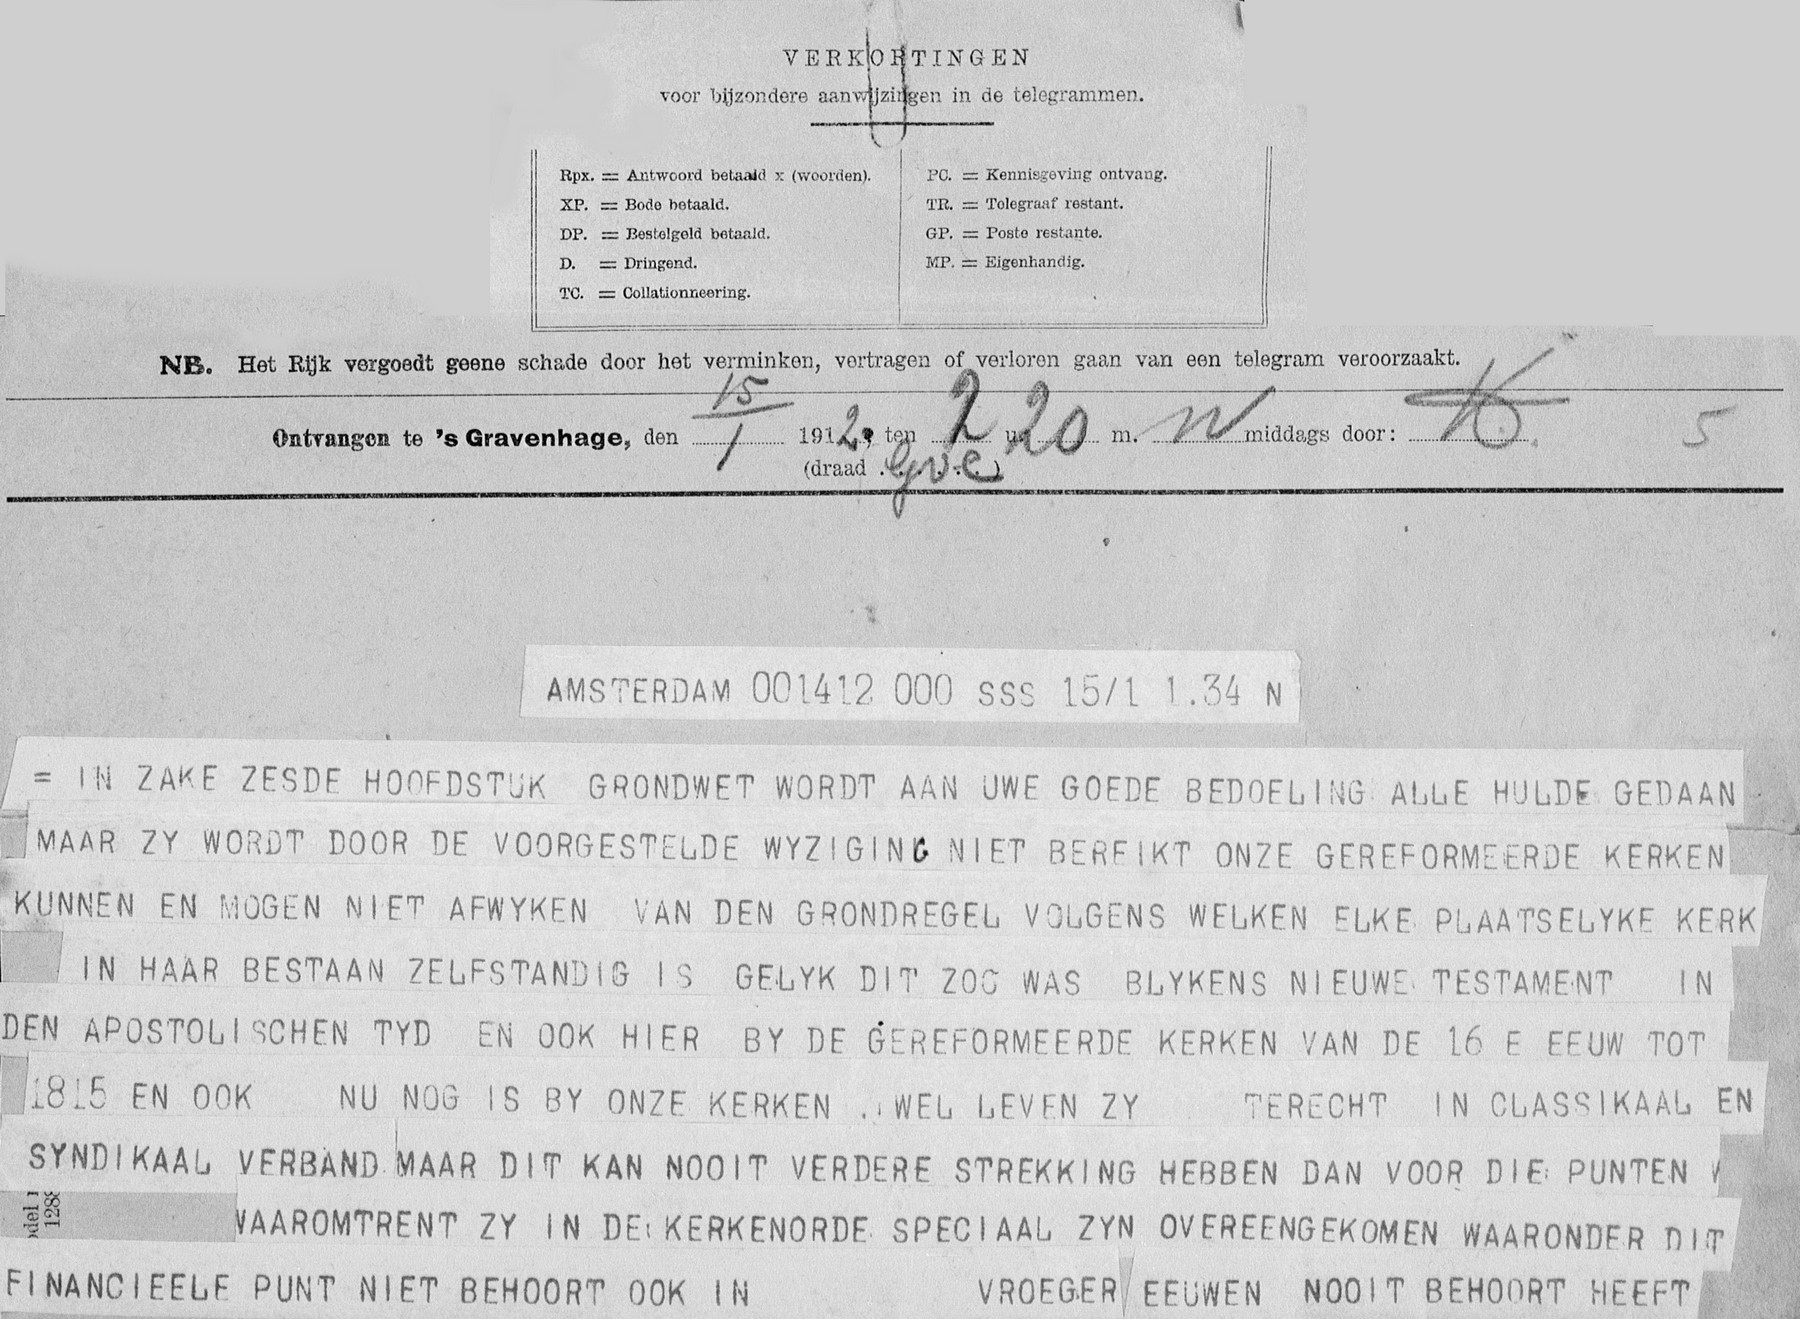 VERKORTINGEN
voor bijzondere aanwijzingen in de telegrammen.
Rpx. = Antwoord betaald x (woorden).
XP. = Bode betaald.
DP. = Bestelgeld betaald.
D. = Dringend.
TC. = Collationneering.
PC. = Kennisgeving ontvang.
TR. = Telegraaf restant.
GP. = Poste restante.
MP. = Eigenhandig.
NB. Het Rijk vergoedt geene schade door het verminken, vertragen of verloren gaan van een telegram veroorzaakt.
Ontvangen te 's Gravenhage, den 15/1 1912, ten 2 u 20 m. N middags door: 5
(draad Gvc)
AMSTERDAM 001412 000 SSS 15/1 1.34 N
= IN ZAKE ZESDE HOOFDSTUK GRONDWET WORDT AAN UWE GOEDE BEDOELING ALLE HULDE GEDAAN
MAAR ZY WORDT DOOR DE VOORGESTELDE WYZIGING NIET BEREIKT ONZE GEREFORMEERDE KERKEN
KUNNEN EN MOGEN NIET AFWYKEN VAN DEN GRONDREGEL VOLGENS WELKEN ELKE PLAATSELYKE KERK
IN HAAR BESTAAN ZELFSTANDIG IS GELYK DIT ZOO WAS BLYKENS NIEUWE TESTAMENT IN
DEN APOSTOLISCHEN TYD EN OOK HIER BY DE GEREFORMEERDE KERKEN VAN DE 16 E EEUW TOT
1815 EN OOK NU NOG IS BY ONZE KERKEN .. WEL LEVEN ZY TERECHT IN CLASSIKAAL EN
SYNDIKAAL VERBAND MAAR DIT KAN NOOIT VERDERE STREKKING HEBBEN DAN VOOR DIE PUNTEN
WAAROMTRENT ZY IN DE KERKENORDE SPECIAAL ZYN OVEREENGEKOMEN WAARONDER DIT
FINANCIEELE PUNT NIET BEHOORT OOK IN VROEGER EEUWEN NOOIT BEHOORT HEEFT